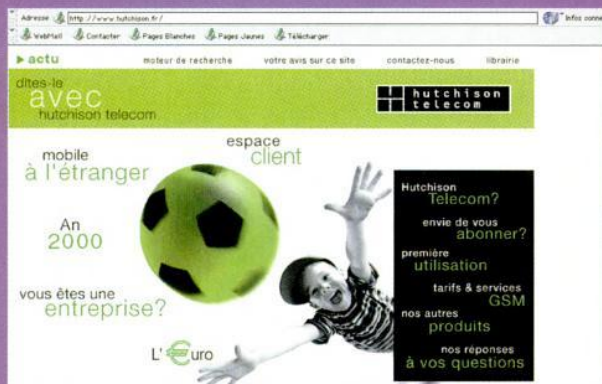 Adresse http://www.hutchison.fr/
Infos conne
WebMail Contacter Pages Blanches Pages Jaunes Télécharger
actu moteur de recherche votre avis sur ce site contactez-nous librairie
dites-le
avec
hutchison telecom
hutchison
telecom
mobile
à l'étranger
espace
client
An
2000
vous êtes une
entreprise?
L' €uro
Hutchison
Telecom?
envie de vous
abonner?
première
utilisation
tarifs & services
GSM
nos autres
produits
nos réponses
à vos questions